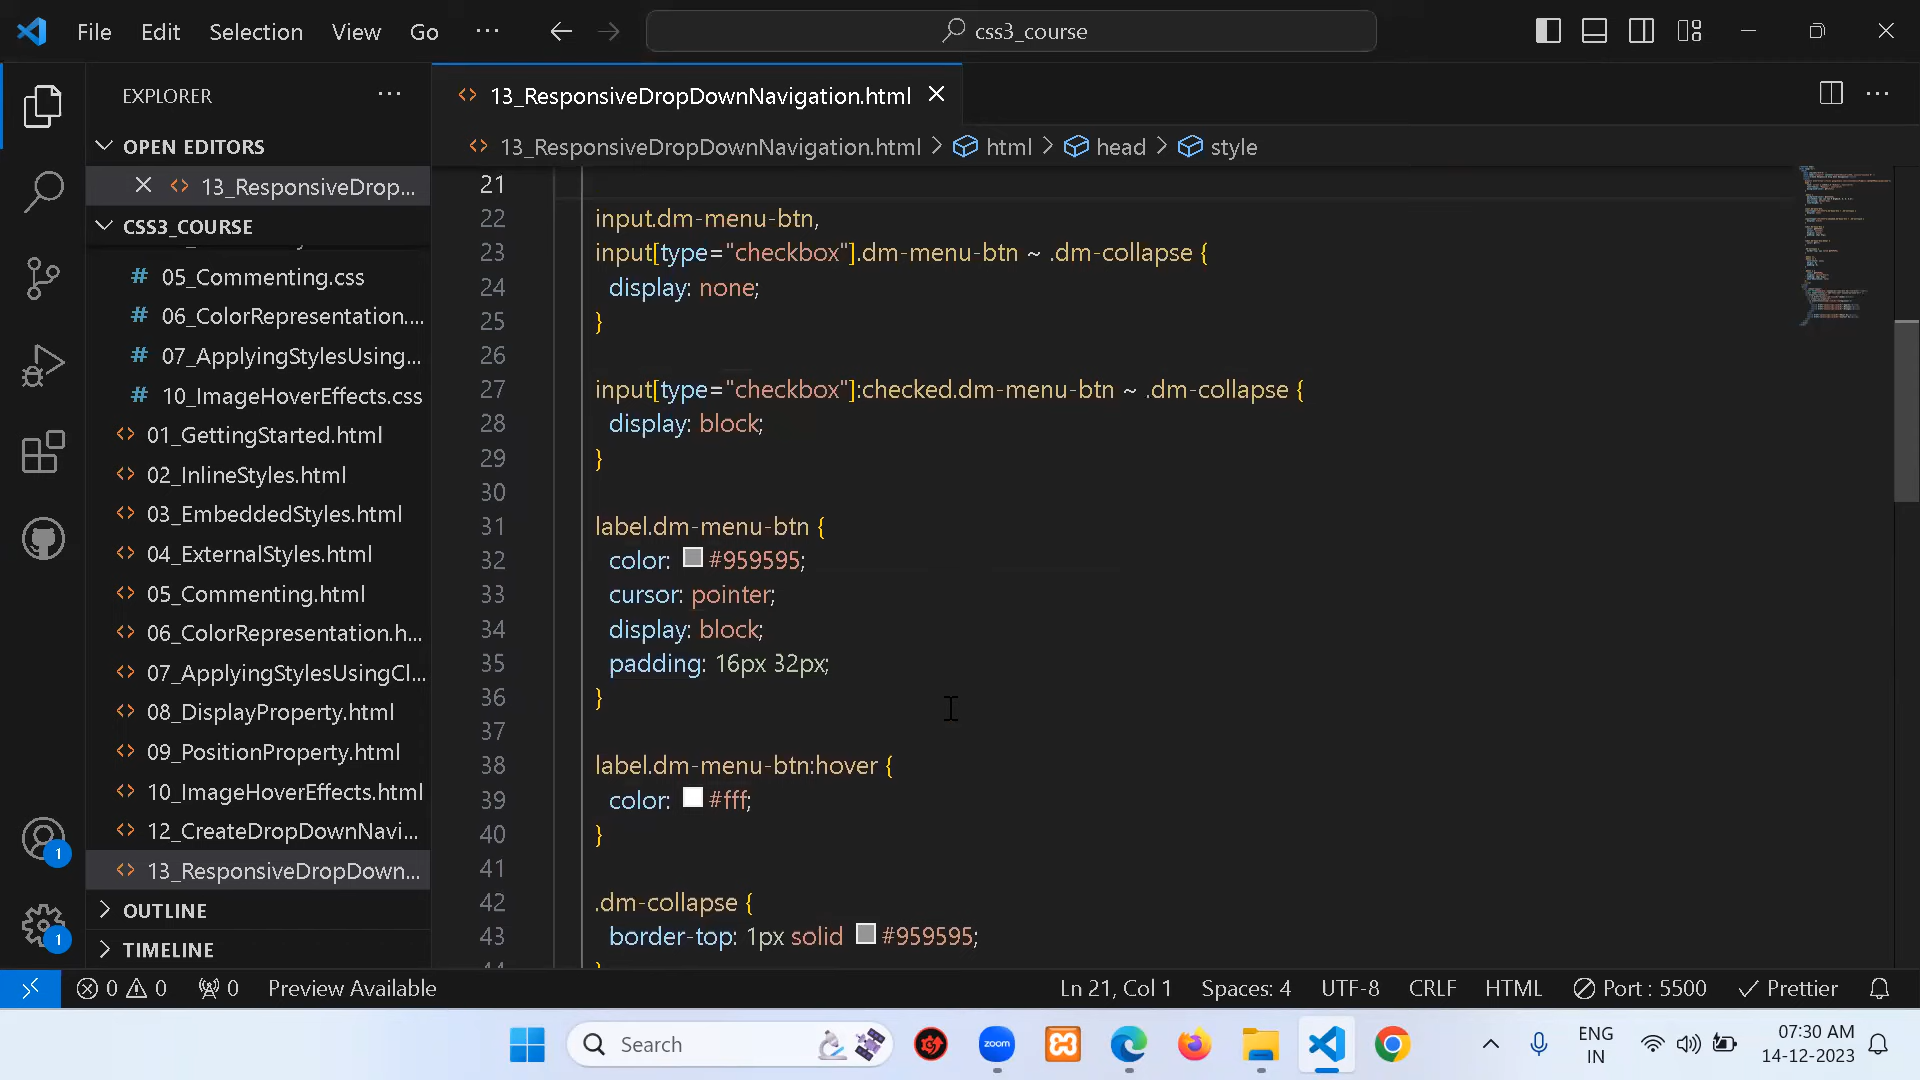 File Edit Selection View Go ··· css3_course
EXPLORER ···
OPEN EDITORS
13_ResponsiveDrop...
CSS3_COURSE
05_Commenting.css
06_ColorRepresentation....
07_ApplyingStylesUsing...
10_ImageHoverEffects.css
01_GettingStarted.html
02_InlineStyles.html
03_EmbeddedStyles.html
04_ExternalStyles.html
05_Commenting.html
06_ColorRepresentation.h...
07_ApplyingStylesUsingCl...
08_DisplayProperty.html
09_PositionProperty.html
10_ImageHoverEffects.html
12_CreateDropDownNavi...
13_ResponsiveDropDown...
OUTLINE
TIMELINE
1
1
13_ResponsiveDropDownNavigation.html
13_ResponsiveDropDownNavigation.html > html > head > style
21
22 input.dm-menu-btn,
23 input[type="checkbox"].dm-menu-btn ~ .dm-collapse {
24 display: none;
25 }
26
27 input[type="checkbox"]:checked.dm-menu-btn ~ .dm-collapse {
28 display: block;
29 }
30
31 label.dm-menu-btn {
32 color: #959595;
33 cursor: pointer;
34 display: block;
35 padding: 16px 32px;
36 }
37
38 label.dm-menu-btn:hover {
39 color: #fff;
40 }
41
42 .dm-collapse {
43 border-top: 1px solid #959595;
0 0 0 Preview Available Ln 21, Col 1 Spaces: 4 UTF-8 CRLF HTML Port : 5500 Prettier
Search zoom ENG
IN 07:30 AM
14-12-2023